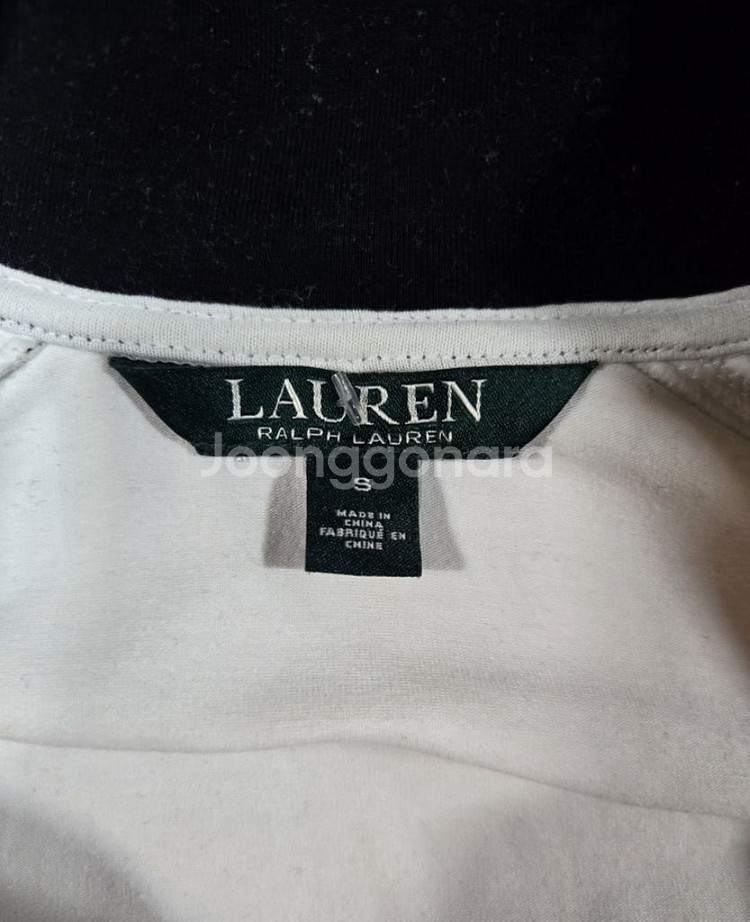 LAUREN
RALPH LAUREN
Joonggonara
S
MADE IN
CHINA
FABRIQUÉ EN
CHINE